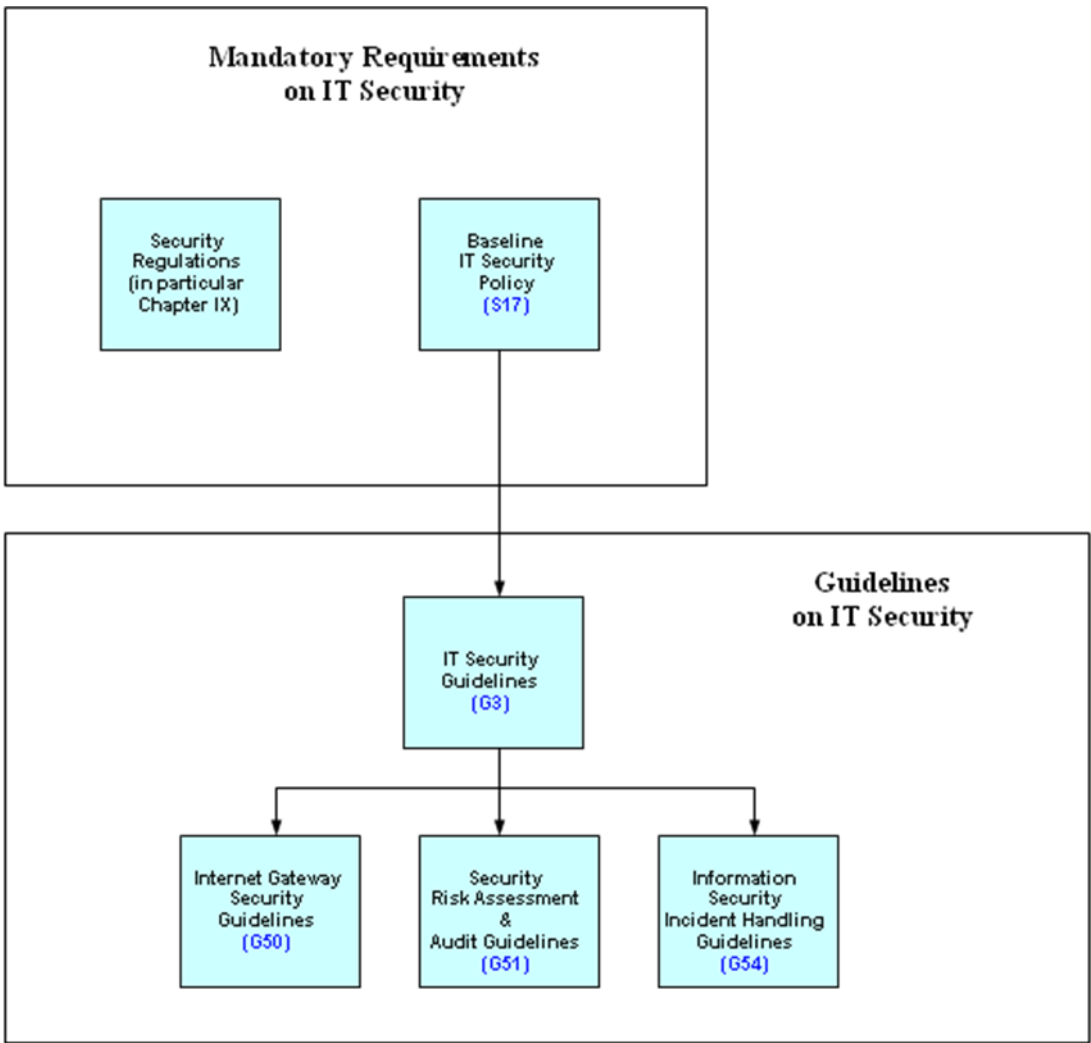 Mandatory Requirements
on IT Security
Security
Regulations
(in particular
Chapter IX)
Baseline
IT Security
Policy
(S17)
Guidelines
on IT Security
IT Security
Guidelines
(G3)
Internet Gateway
Security
Guidelines
(G50)
Security
Risk Assessment
&
Audit Guidelines
(G51)
Information
Security
Incident Handling
Guidelines
(G54)